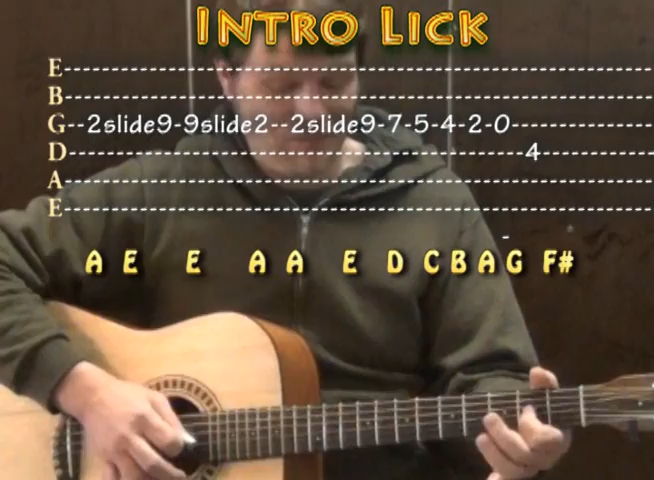 INTRO LICK
E------------------------------------------------
B------------------------------------------------
G--2slide9-9slide2--2slide9-7-5-4-2-0------------
D-------------------------------------4----------
A------------------------------------------------
E------------------------------------------------
A E E A A E D C B A G F#